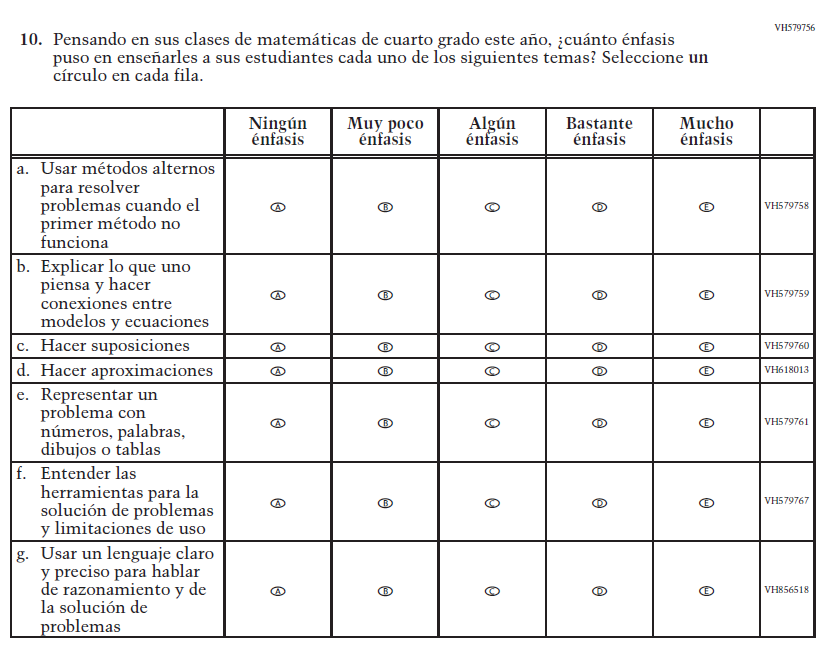 VH579756
10. Pensando en sus clases de matemáticas de cuarto grado este año, ¿cuánto énfasis
puso en enseñarles a sus estudiantes cada uno de los siguientes temas? Seleccione un
círculo en cada fila.
Ningún énfasis Muy poco énfasis Algún énfasis Bastante énfasis Mucho énfasis
a. Usar métodos alternos
para resolver
problemas cuando el
primer método no
funciona
A B C D E VH579758
b. Explicar lo que uno
piensa y hacer
conexiones entre
modelos y ecuaciones
A B C D E VH579759
c. Hacer suposiciones A B C D E VH579760
d. Hacer aproximaciones A B C D E VH618013
e. Representar un
problema con
números, palabras,
dibujos o tablas
A B C D E VH579761
f. Entender las
herramientas para la
solución de problemas
y limitaciones de uso
A B C D E VH579767
g. Usar un lenguaje claro
y preciso para hablar
de razonamiento y de
la solución de
problemas
A B C D E VH856518